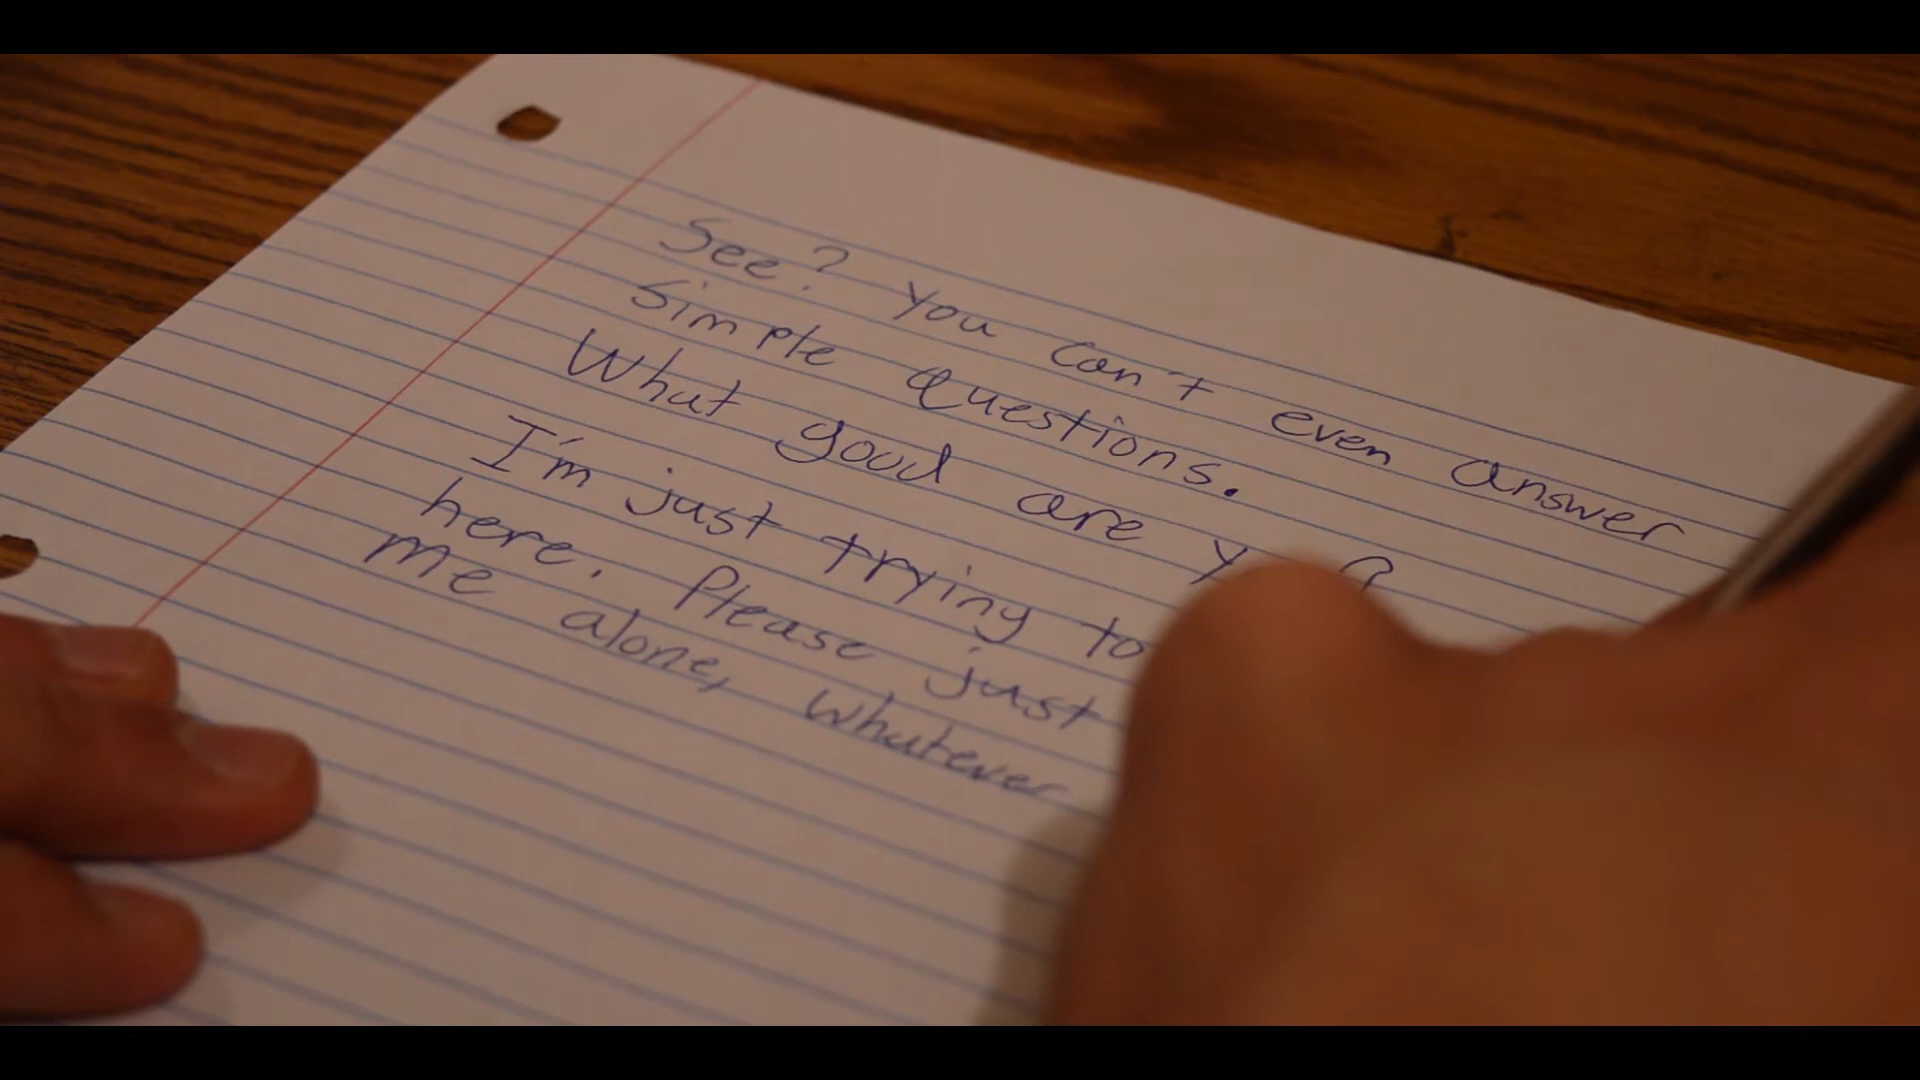 See? You can't even answer
simple questions.
What good are y ?
I'm just trying to
here. Please just
me alone, whatever